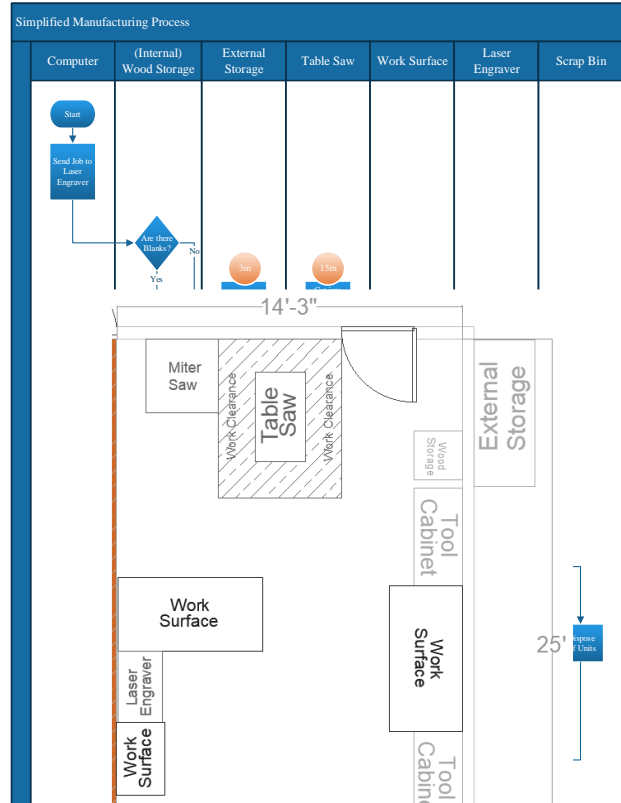 Simplified Manufacturing Process
Computer
(Internal)
Wood Storage
External
Storage
Table Saw
Work Surface
Laser
Engraver
Scrap Bin
Start
Send Job to
Laser
Engraver
Are there
Blanks?
No
Yes
3m
15m
14'-3"
Miter
Saw
Work Clearance
Table
Saw
Work Clearance
External
Storage
Wood
Storage
Tool
Cabinet
Work
Surface
Work
Surface
25'
Units
Laser
Engraver
Work
Surface
Tool